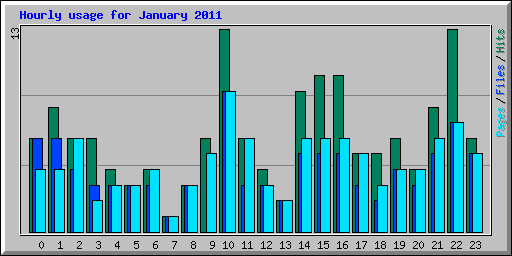 Hourly usage for January 2011
13
Pages/Files/Hits
0 1 2 3 4 5 6 7 8 9 10 11 12 13 14 15 16 17 18 19 20 21 22 23